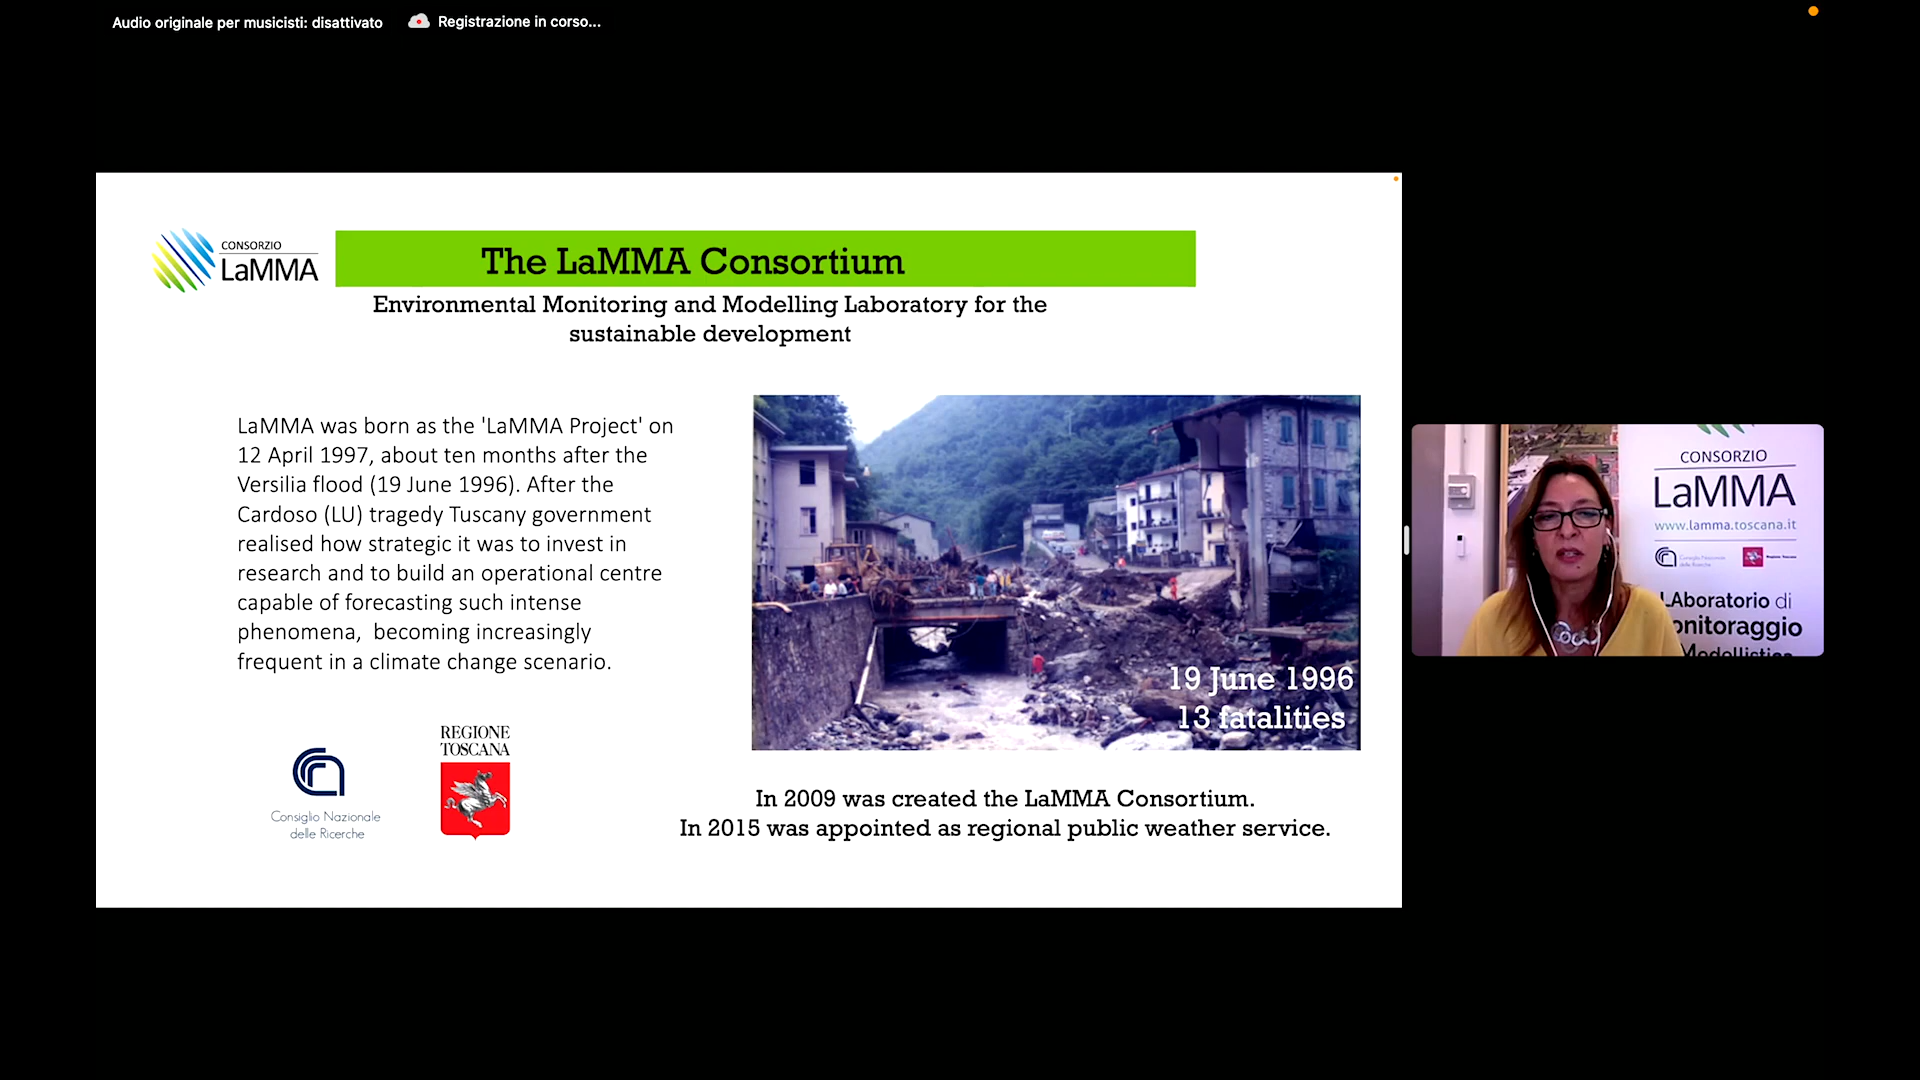 Audio originale per musicisti: disattivato
Registrazione in corso...
CONSORZIO
LaMMA
The LaMMA Consortium
Environmental Monitoring and Modelling Laboratory for the
sustainable development
LaMMA was born as the 'LaMMA Project' on
12 April 1997, about ten months after the
Versilia flood (19 June 1996). After the
Cardoso (LU) tragedy Tuscany government
realised how strategic it was to invest in
research and to build an operational centre
capable of forecasting such intense
phenomena,  becoming increasingly
frequent in a climate change scenario.
19 June 1996
13 fatalities
Consiglio Nazionale
delle Ricerche
REGIONE
TOSCANA
In 2009 was created the LaMMA Consortium.
In 2015 was appointed as regional public weather service.
CONSORZIO
LaMMA
www.lamma.toscana.it
Consiglio Nazionale
delle Ricerche
Regione Toscana
LAboratorio di
onitoraggio
Modellistica